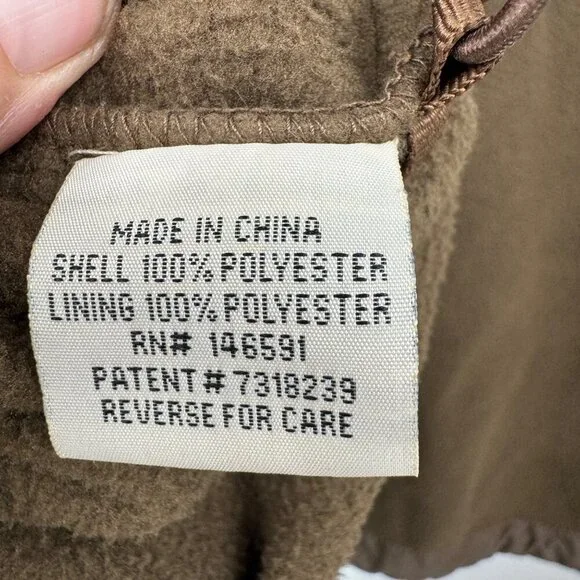 MADE IN CHINA
SHELL 100% POLYESTER
LINING 100% POLYESTER
RN# 146591
PATENT # 7318239
REVERSE FOR CARE